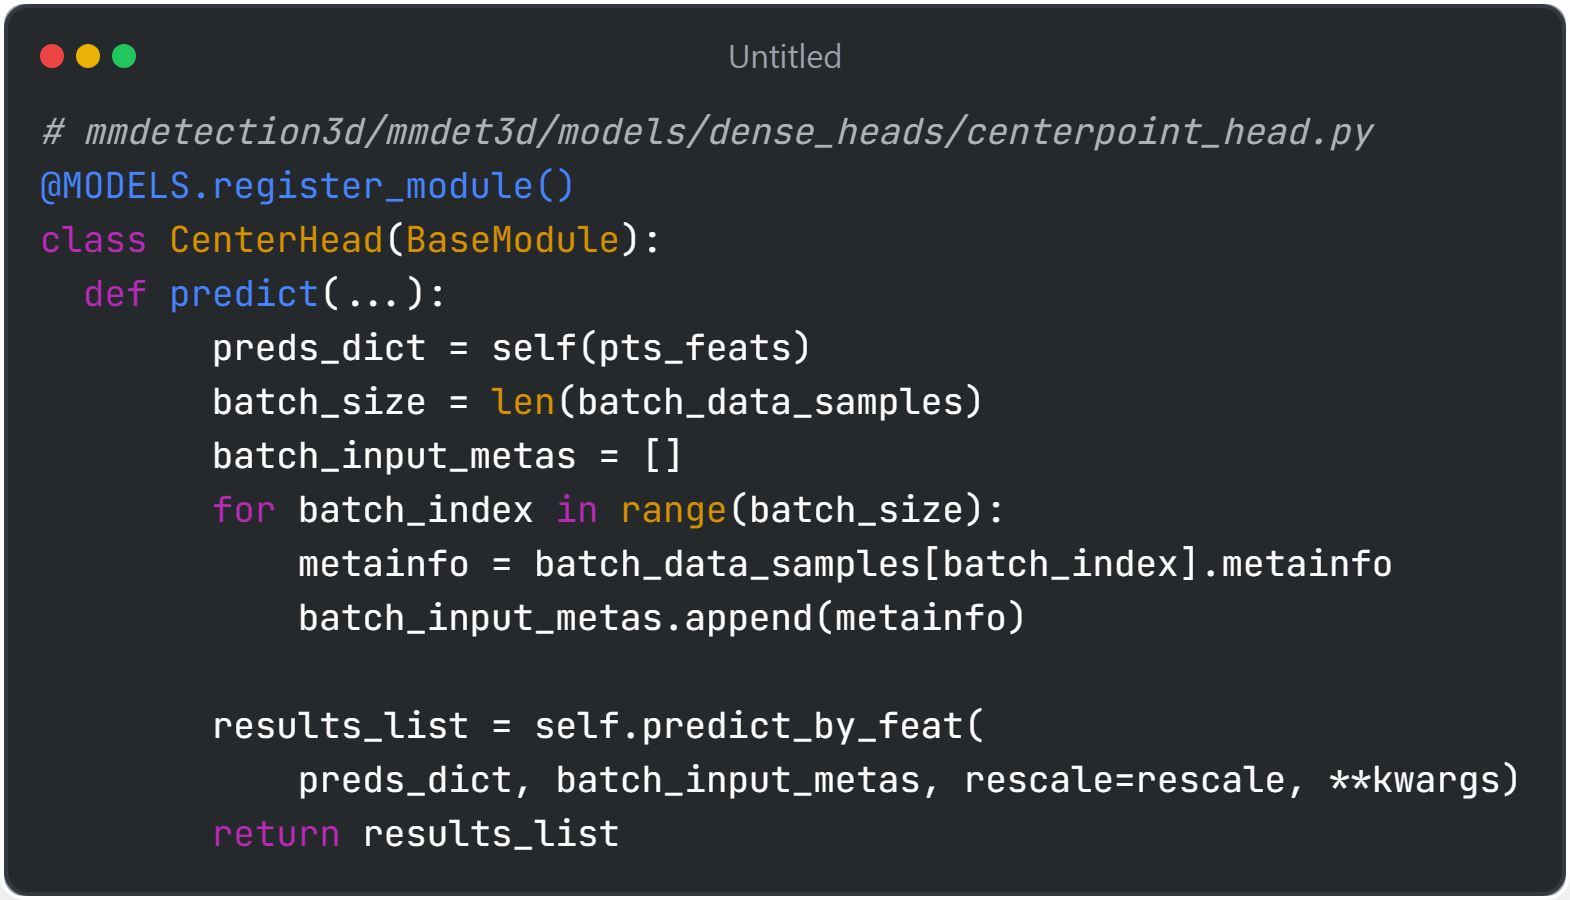 Untitled
# mmdetection3d/mmdet3d/models/dense_heads/centerpoint_head.py
@MODELS.register_module()
class CenterHead(BaseModule):
  def predict(...):
        preds_dict = self(pts_feats)
        batch_size = len(batch_data_samples)
        batch_input_metas = []
        for batch_index in range(batch_size):
            metainfo = batch_data_samples[batch_index].metainfo
            batch_input_metas.append(metainfo)

        results_list = self.predict_by_feat(
            preds_dict, batch_input_metas, rescale=rescale, **kwargs)
        return results_list